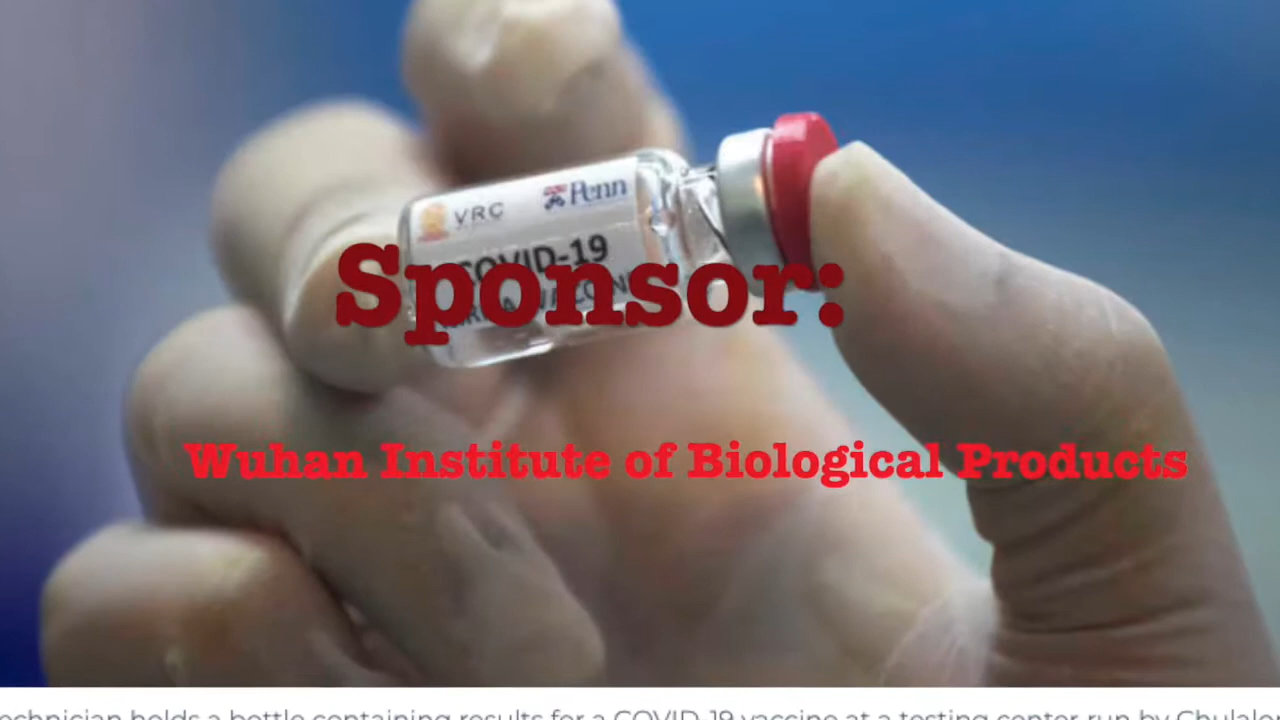 VRC Penn
COVID-19
Sponsor:
Wuhan Institute of Biological Products
technician holds a bottle containing results for a COVID-19 vaccine at a testing center run by